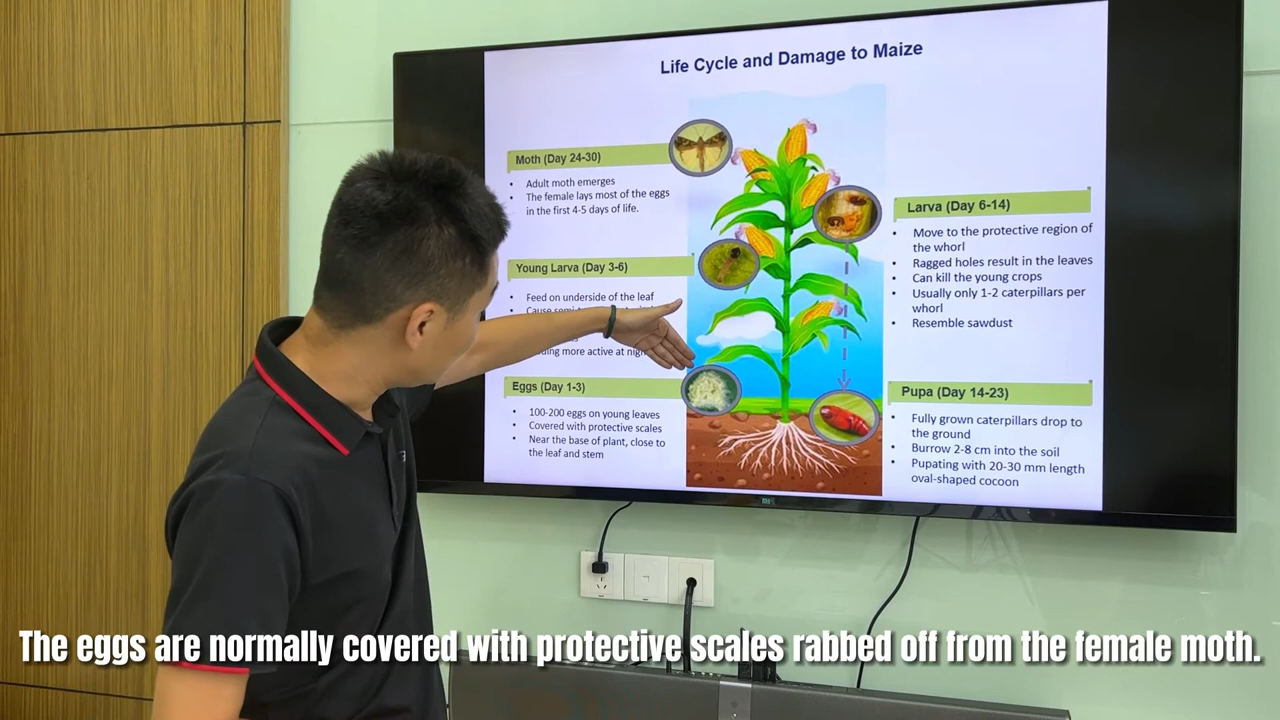 Life Cycle and Damage to Maize
Moth (Day 24-30)
• Adult moth emerges
• The female lays most of the eggs
in the first 4-5 days of life.
Young Larva (Day 3-6)
• Feed on underside of the leaf
more active at night
Eggs (Day 1-3)
• 100-200 eggs on young leaves
• Covered with protective scales
• Near the base of plant, close to
the leaf and stem
Larva (Day 6-14)
• Move to the protective region of
the whorl
• Ragged holes result in the leaves
• Can kill the young crops
• Usually only 1-2 caterpillars per
whorl
• Resemble sawdust
Pupa (Day 14-23)
• Fully grown caterpillars drop to
the ground
• Burrow 2-8 cm into the soil
• Pupating with 20-30 mm length
oval-shaped cocoon
The eggs are normally covered with protective scales rabbed off from the female moth.